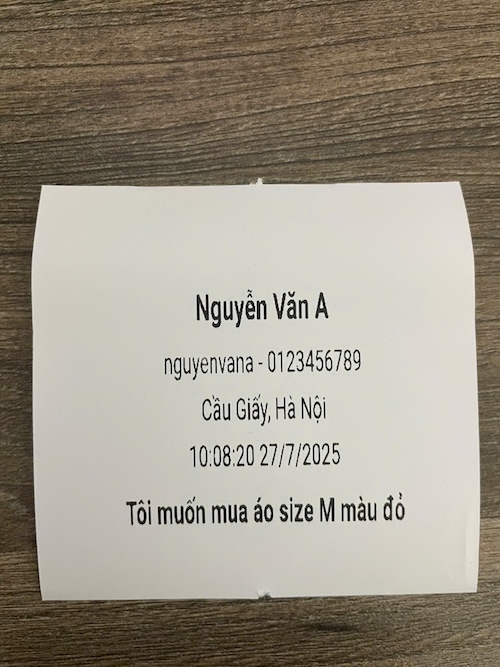 Nguyễn Văn A
nguyenvana - 0123456789
Cầu Giấy, Hà Nội
10:08:20 27/7/2025
Tôi muốn mua áo size M màu đỏ